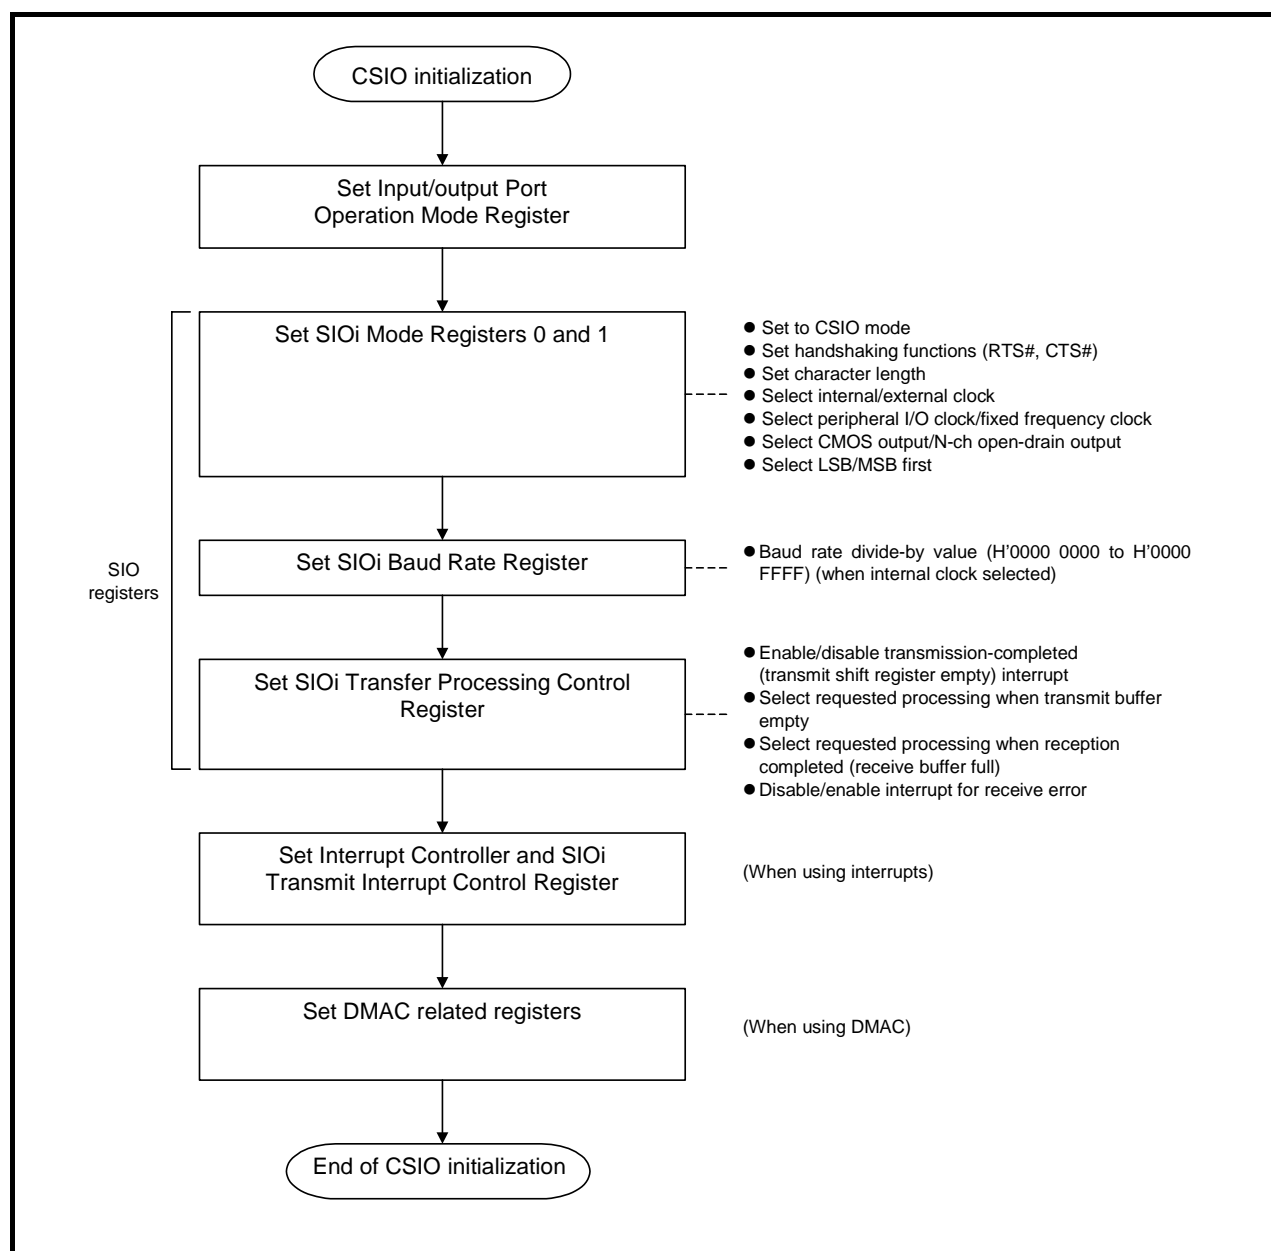 CSIO initialization
Set Input/output Port
Operation Mode Register
Set SIOi Mode Registers 0 and 1
● Set to CSIO mode
● Set handshaking functions (RTS#, CTS#)
● Set character length
● Select internal/external clock
● Select peripheral I/O clock/fixed frequency clock
● Select CMOS output/N-ch open-drain output
● Select LSB/MSB first
SIO
registers
Set SIOi Baud Rate Register
● Baud rate divide-by value (H'0000 0000 to H'0000
FFFF) (when internal clock selected)
Set SIOi Transfer Processing Control
Register
● Enable/disable transmission-completed
(transmit shift register empty) interrupt
● Select requested processing when transmit buffer
empty
● Select requested processing when reception
completed (receive buffer full)
● Disable/enable interrupt for receive error
Set Interrupt Controller and SIOi
Transmit Interrupt Control Register
(When using interrupts)
Set DMAC related registers
(When using DMAC)
End of CSIO initialization